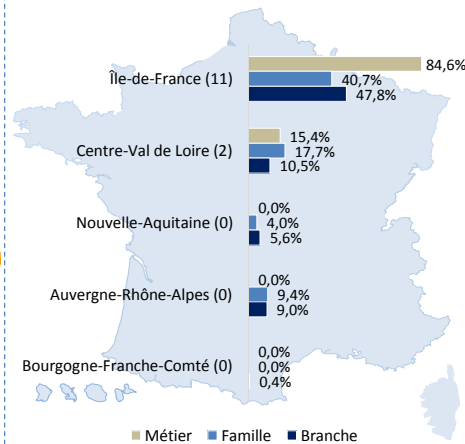 84,6%
Île-de-France (11) 40,7%
47,8%
15,4%
Centre-Val de Loire (2) 17,7%
10,5%
0,0%
Nouvelle-Aquitaine (0) 4,0%
5,6%
0,0%
Auvergne-Rhône-Alpes (0) 9,4%
9,0%
0,0%
Bourgogne-Franche-Comté (0) 0,0%
0,4%
Métier Famille Branche